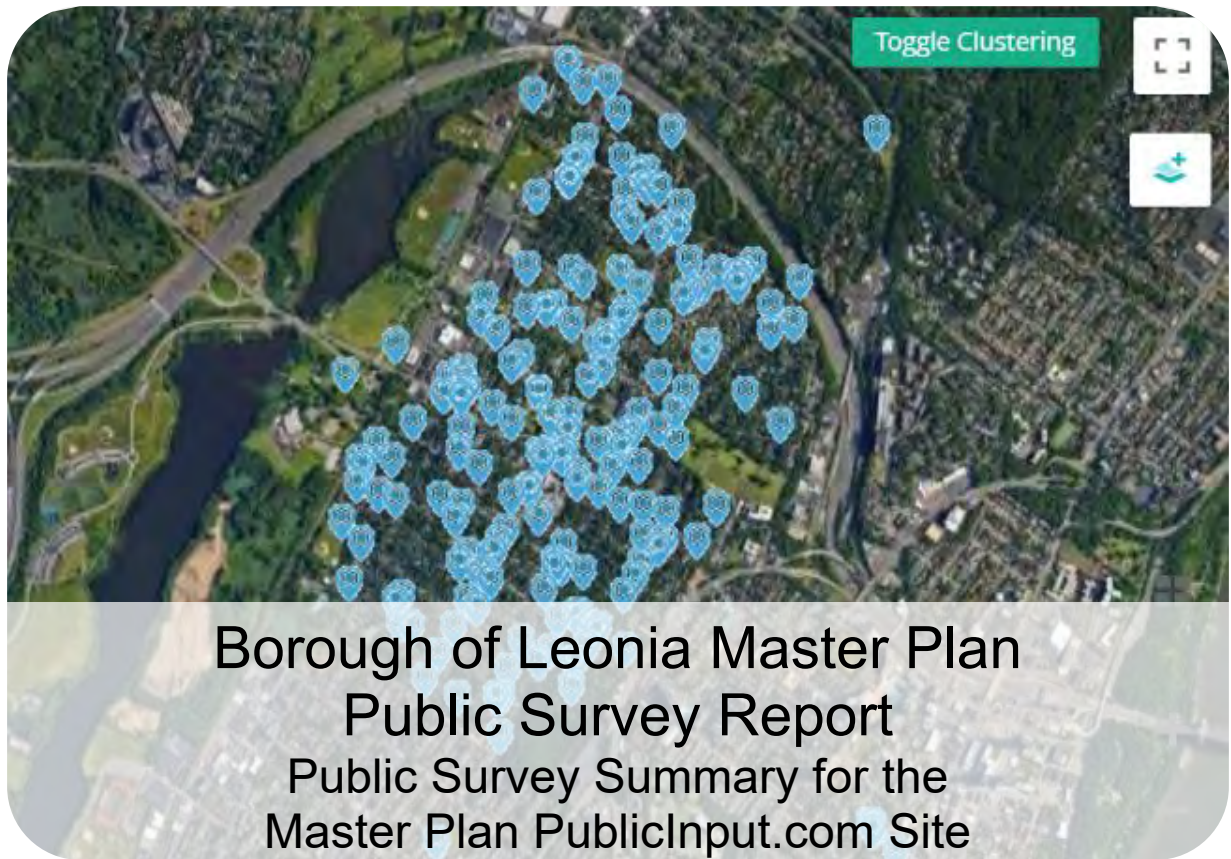 Toggle Clustering
Borough of Leonia Master Plan
Public Survey Report
Public Survey Summary for the
Master Plan PublicInput.com Site